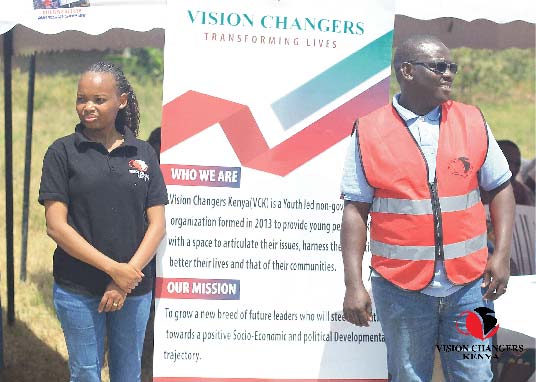 VISION CHANGERS
TRANSFORMING LIVES
WHO WE ARE
Vision Changers Kenya(VCK) is a Youth led non-gov
organization formed in 2013 to provide young pe
with a space to articulate their issues, harness the
better their lives and that of their communities.
OUR MISSION
To grow a new breed of future leaders who will stee
towards a positive Socio-Economic and political Developmenta
trajectory.
VISION CHANGERS
KENYA